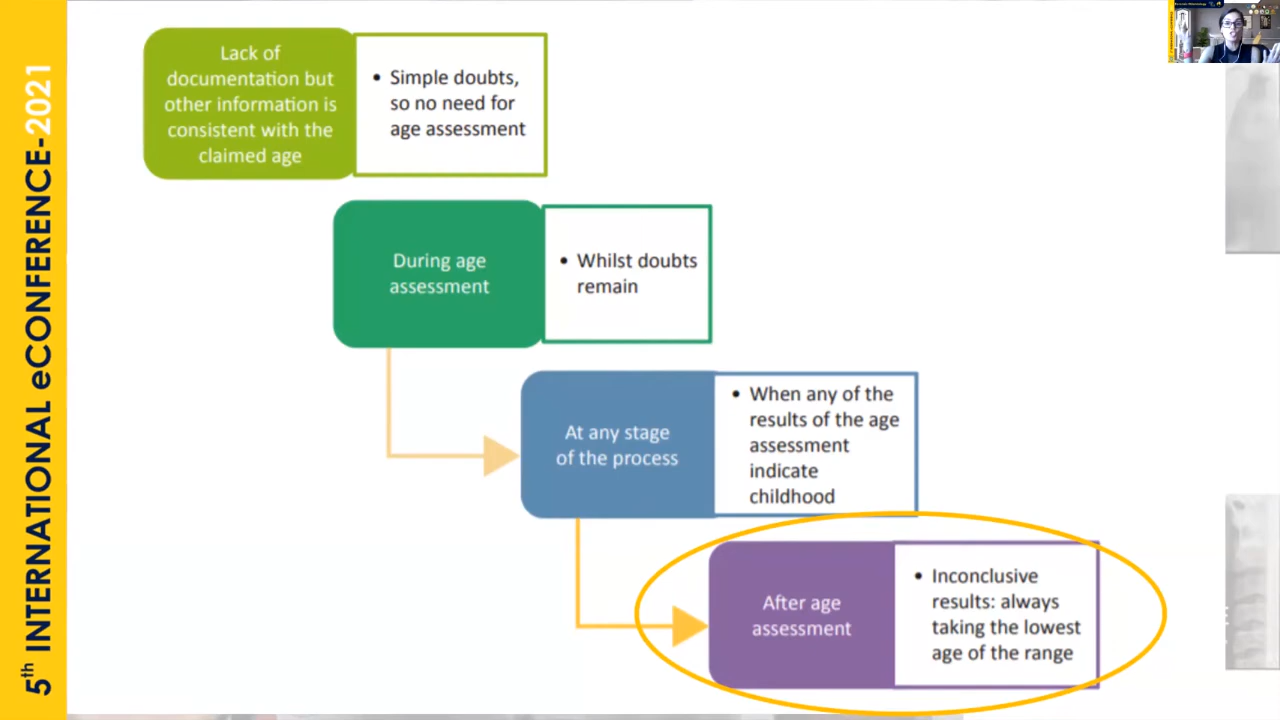 5th INTERNATIONAL eCONFERENCE-2021
Lack of
documentation but
other information is
consistent with the
claimed age
• Simple doubts,
so no need for
age assessment
During age
assessment
• Whilst doubts
remain
At any stage
of the process
• When any of the
results of the age
assessment
indicate
childhood
After age
assessment
• Inconclusive
results: always
taking the lowest
age of the range